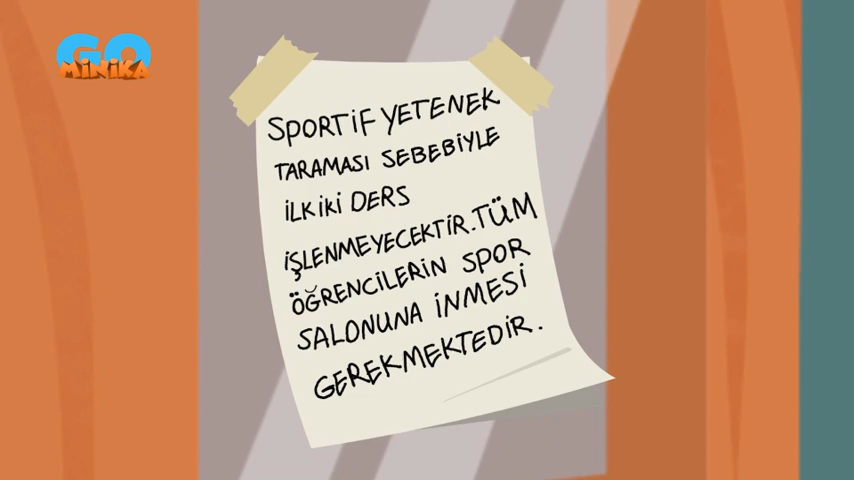 GO
MİNİKA
SPORTİF YETENEK
TARAMASI SEBEBİYLE
İLK İKİ DERS
İŞLENMEYECEKTİR. TÜM
ÖĞRENCİLERİN SPOR
SALONUNA İNMESİ
GEREKMEKTEDİR.